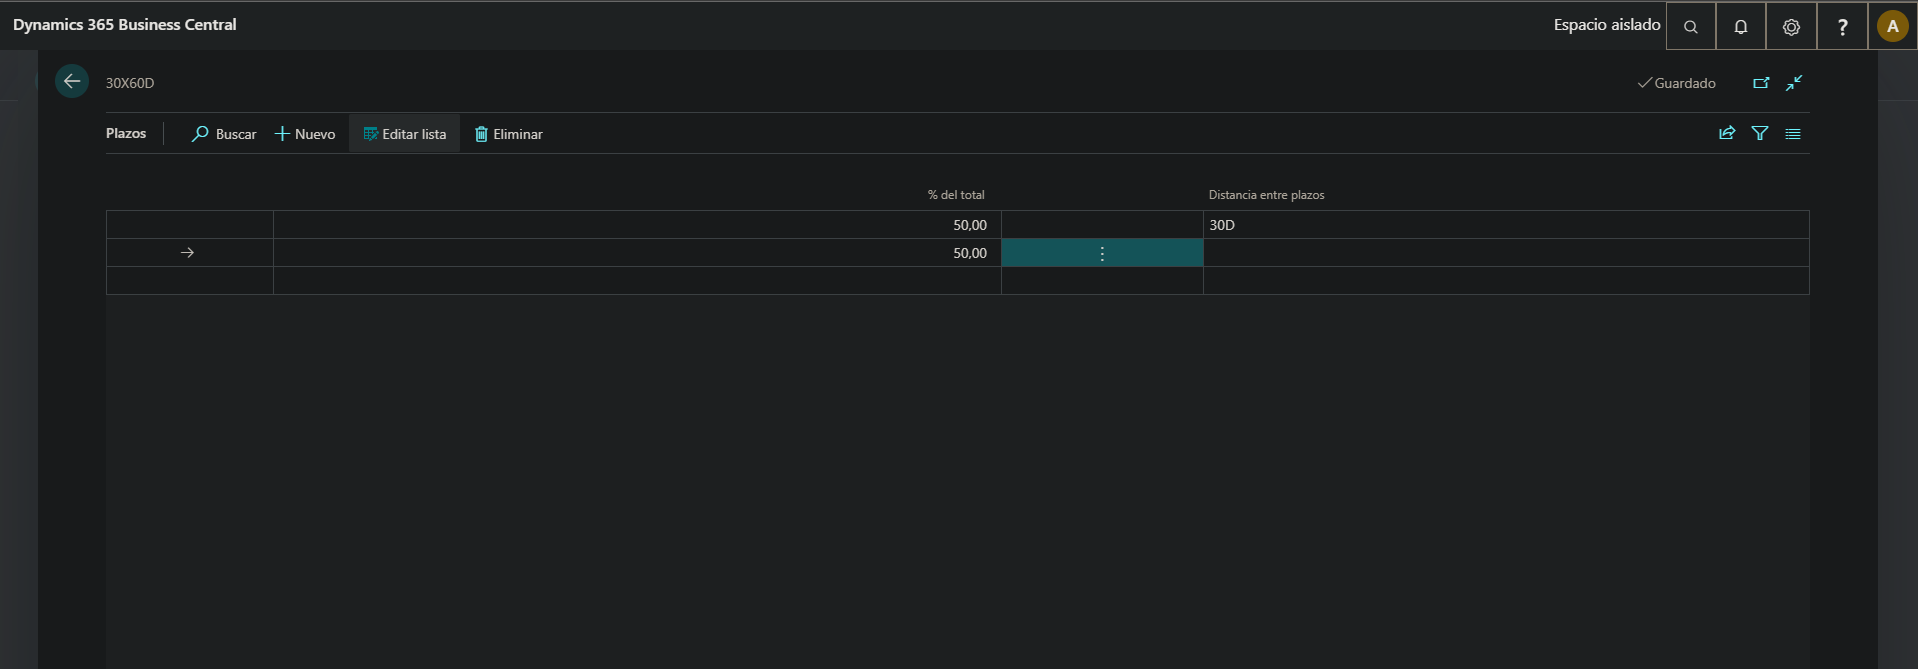 Dynamics 365 Business Central
Espacio aislado
?
A
30X60D
Guardado
Plazos
Buscar
Nuevo
Editar lista
Eliminar
% del total
Distancia entre plazos
50,00
30D
50,00